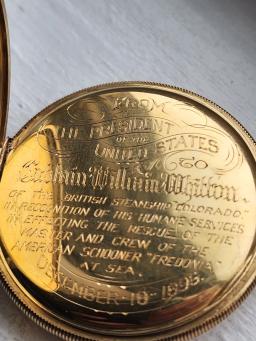 FROM
THE PRESIDENT
OF THE
UNITED STATES
TO
Captain William Whitton,
OF THE BRITISH STEAMSHIP "COLORADO,"
IN RECOGNITION OF HIS HUMANE SERVICES
IN EFFECTING THE RESCUE OF THE
MASTER AND CREW OF THE
AMERICAN SCHOONER "FREDONIA"
AT SEA,
DECEMBER 10 1895.